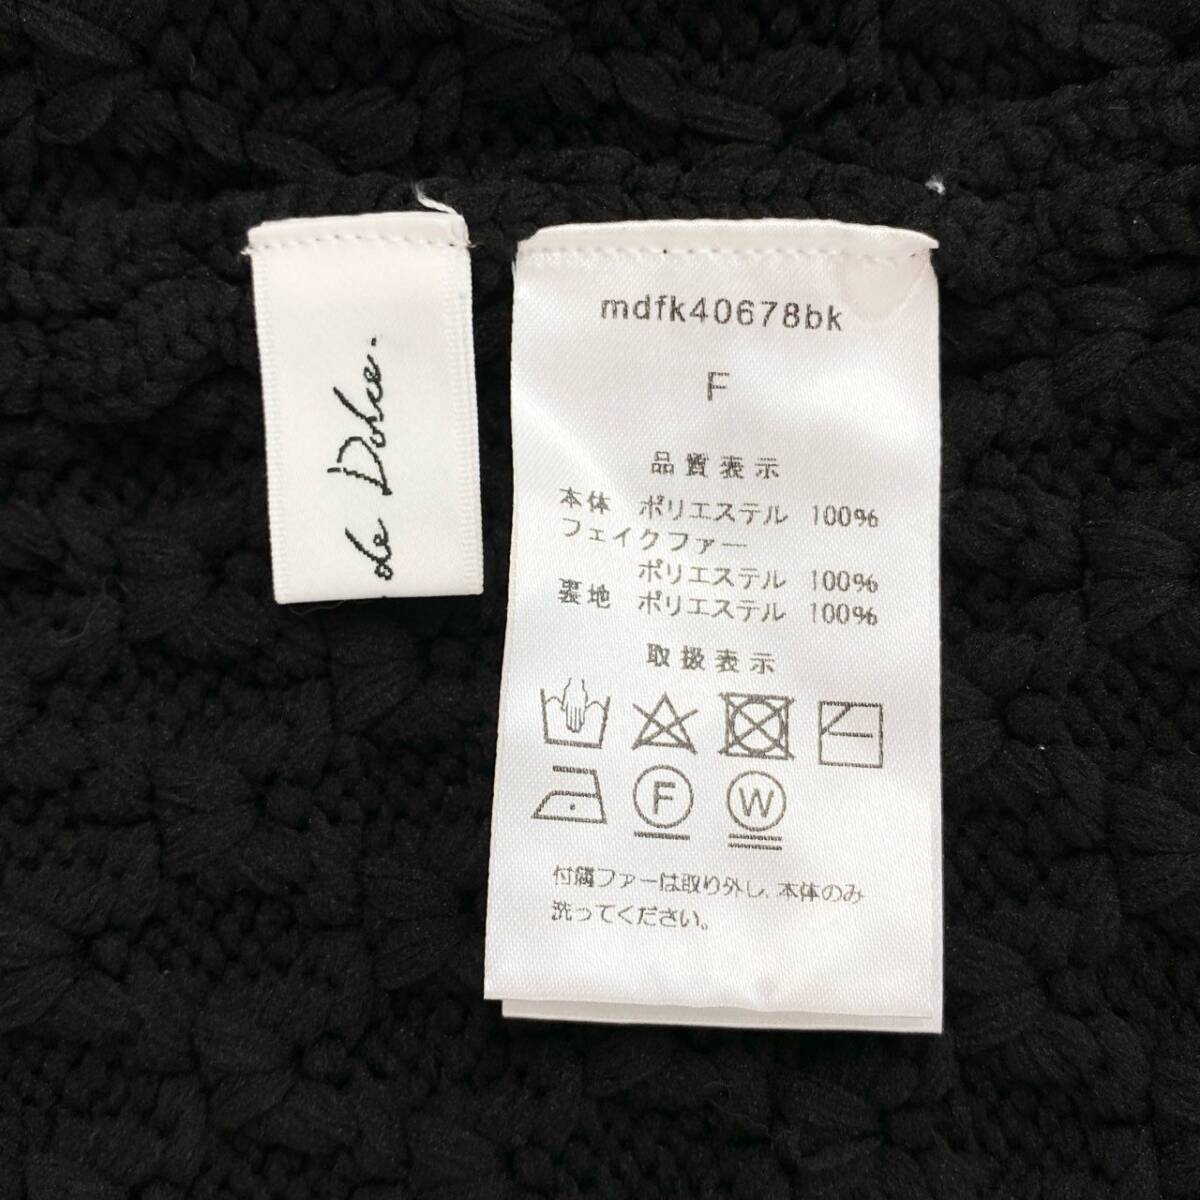 de Dolce.
mdfk40678bk
F
品質表示
本体 ポリエステル 100%
フェイクファー
ポリエステル 100%
裏地 ポリエステル 100%
取扱表示
F
W
付属ファーは取り外し、本体のみ
洗ってください。